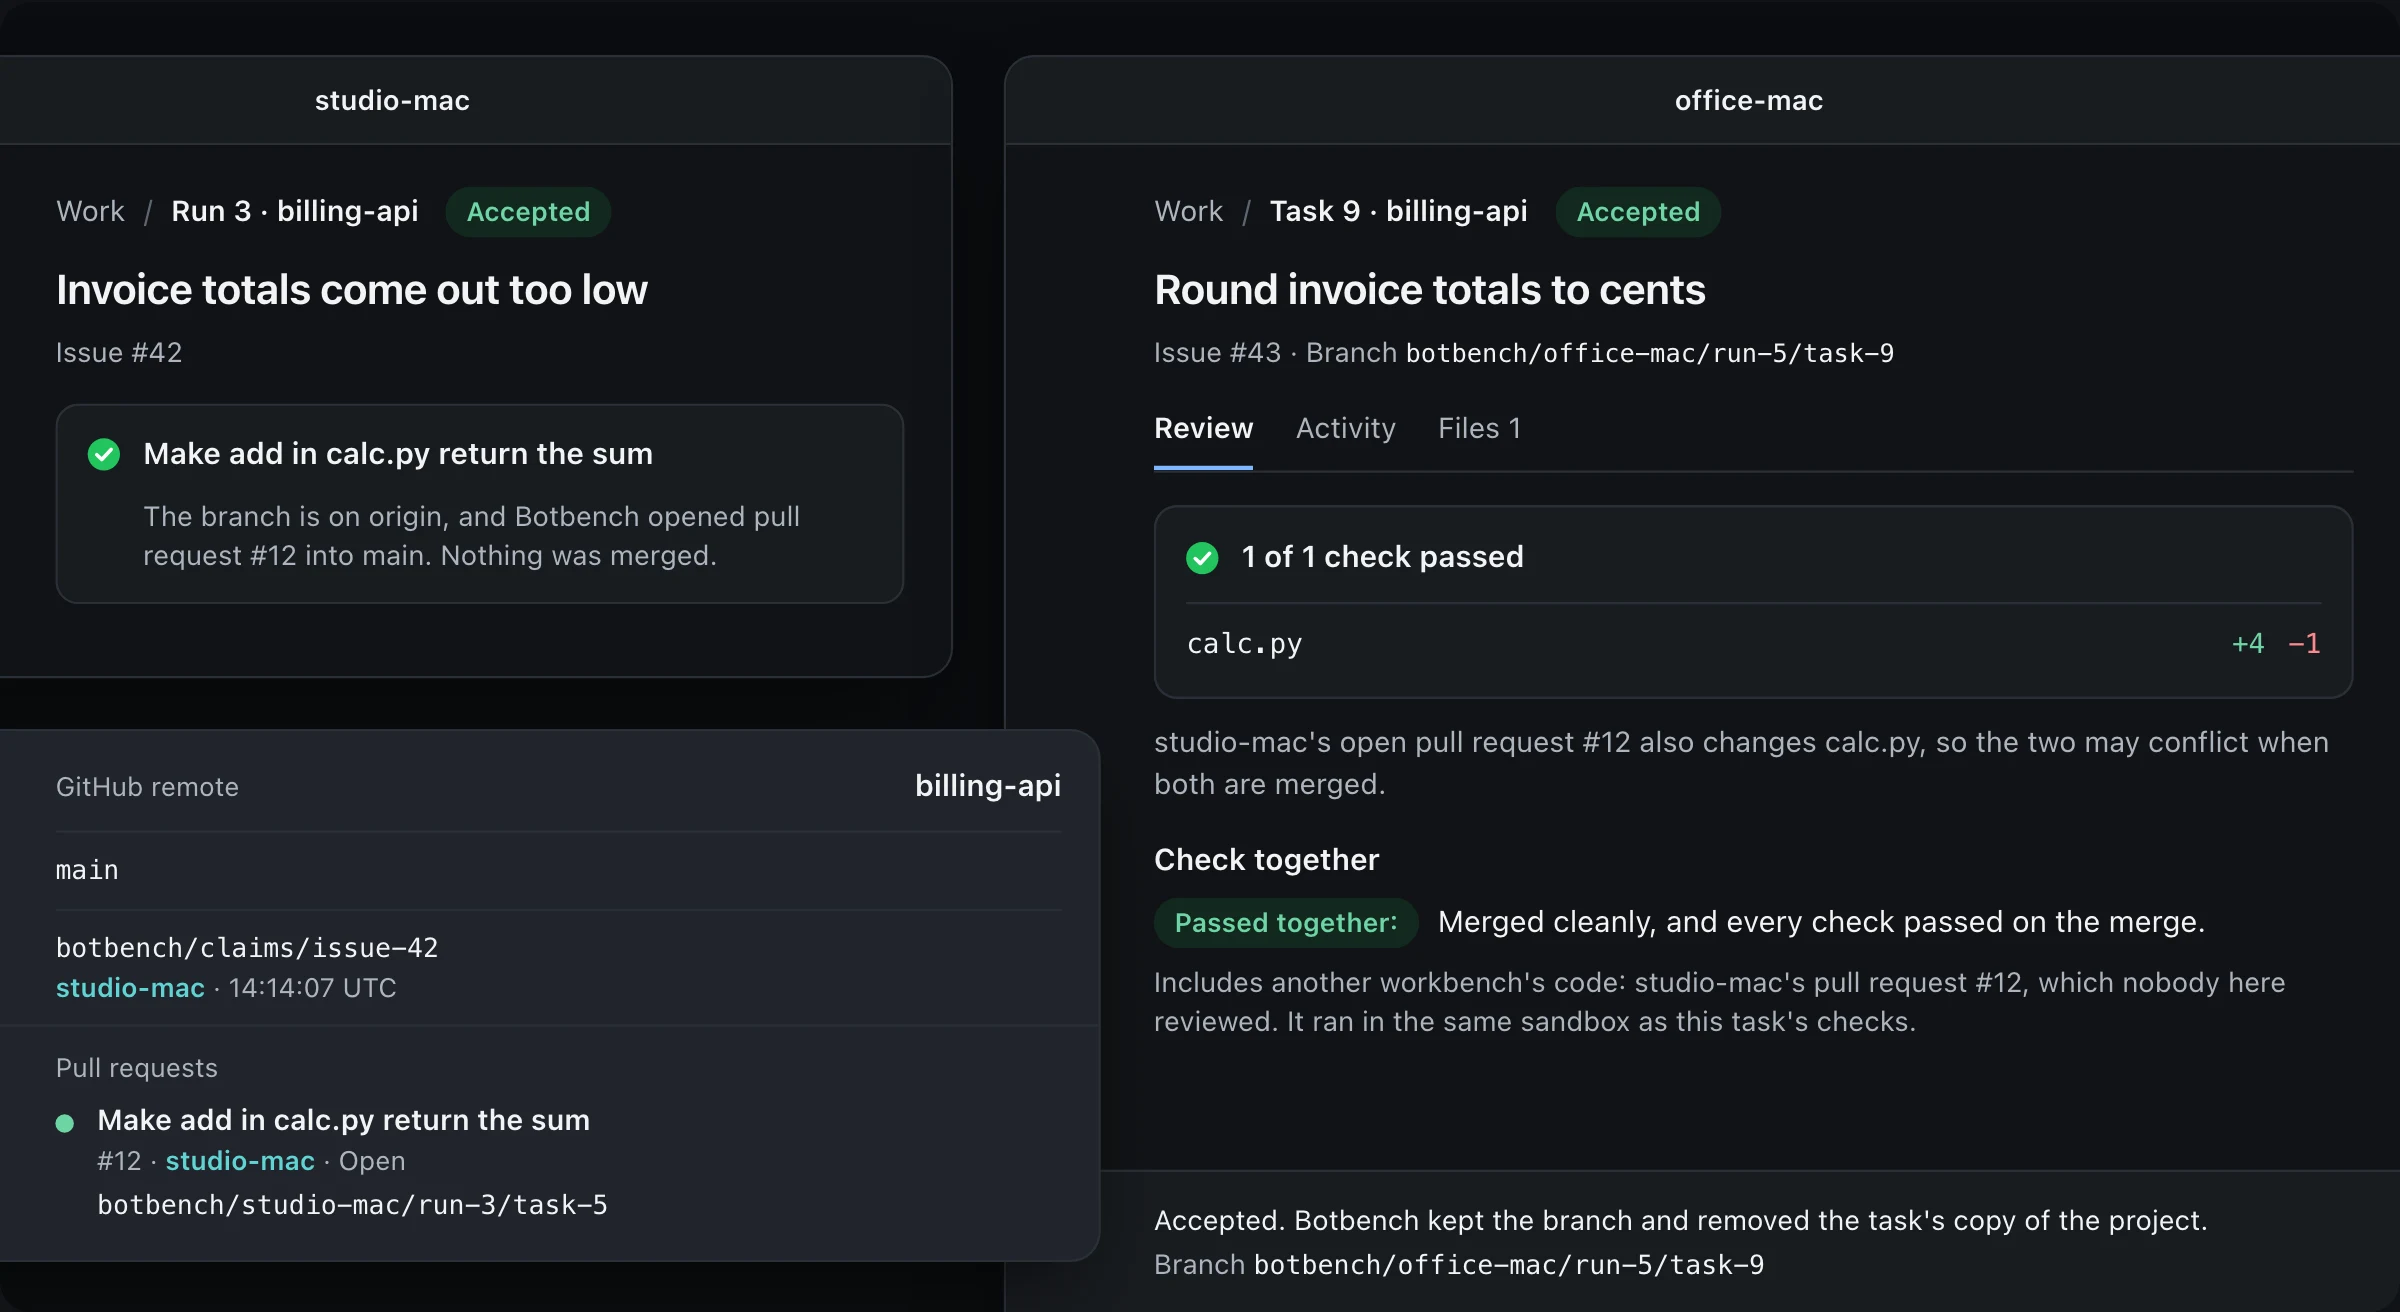 studio-mac
Work / Run 3 · billing-api Accepted
Invoice totals come out too low
Issue #42
Make add in calc.py return the sum
The branch is on origin, and Botbench opened pull
request #12 into main. Nothing was merged.
GitHub remote billing-api
main
botbench/claims/issue-42
studio-mac · 14:14:07 UTC
Pull requests
Make add in calc.py return the sum
#12 · studio-mac · Open
botbench/studio-mac/run-3/task-5
office-mac
Work / Task 9 · billing-api Accepted
Round invoice totals to cents
Issue #43 · Branch botbench/office-mac/run-5/task-9
Review Activity Files 1
1 of 1 check passed
calc.py +4 −1
studio-mac's open pull request #12 also changes calc.py, so the two may conflict when
both are merged.
Check together
Passed together: Merged cleanly, and every check passed on the merge.
Includes another workbench's code: studio-mac's pull request #12, which nobody here
reviewed. It ran in the same sandbox as this task's checks.
Accepted. Botbench kept the branch and removed the task's copy of the project.
Branch botbench/office-mac/run-5/task-9